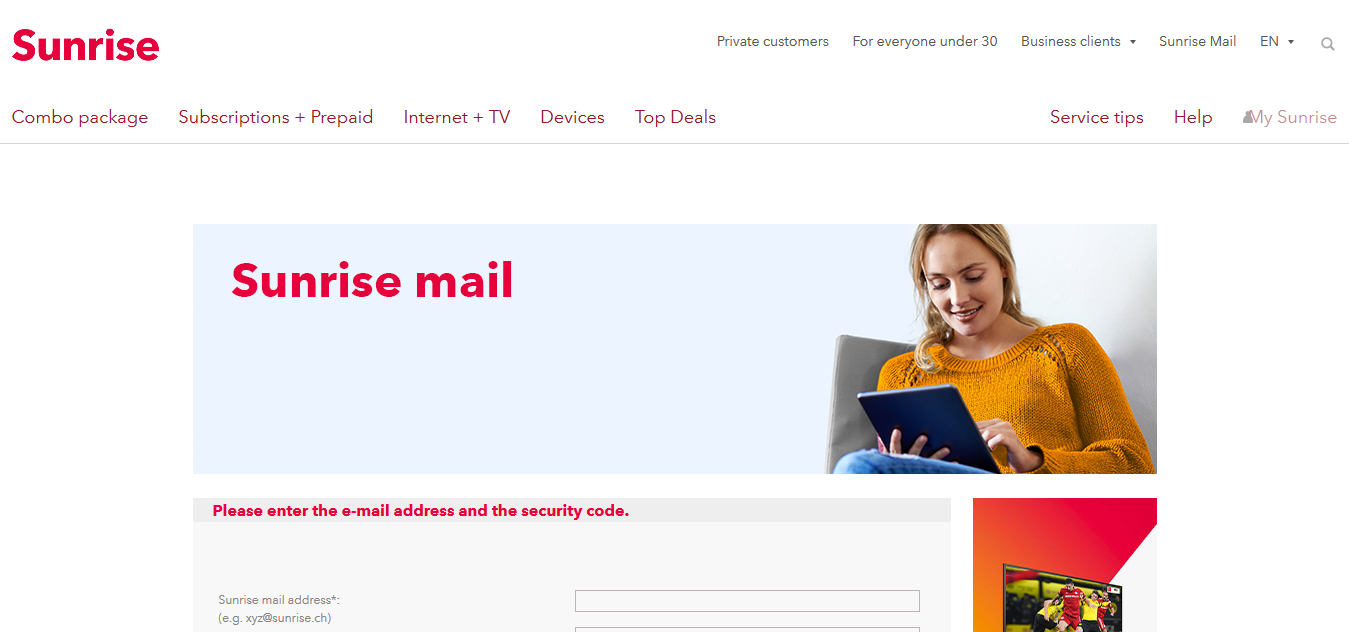 Sunrise
Private customers For everyone under 30 Business clients Sunrise Mail EN
Combo package Subscriptions + Prepaid Internet + TV Devices Top Deals Service tips Help My Sunrise
Sunrise mail
Please enter the e-mail address and the security code.
Sunrise mail address*:
(e.g. xyz@sunrise.ch)